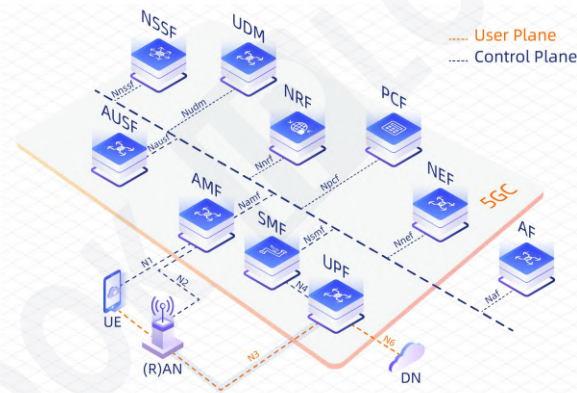 NSSF
UDM
User Plane
Control Plane
Nnssf
Nudm
NRF
PCF
AUSF
Nausf
Nnrf
Npcf
AMF
Namf
NEF
5GC
SMF
Nsmf
Nnef
AF
N1
N2
N4
UPF
Naf
UE
(R)AN
N3
N6
DN